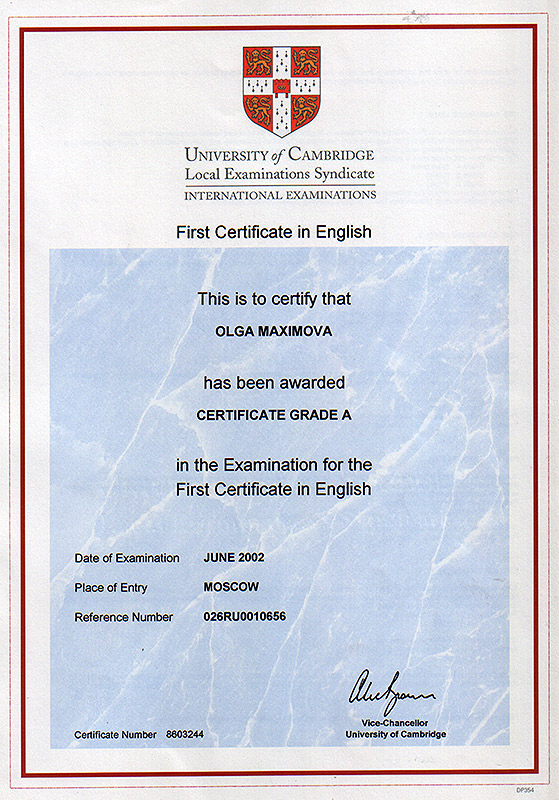 UNIVERSITY of CAMBRIDGE
Local Examinations Syndicate
INTERNATIONAL EXAMINATIONS
First Certificate in English
This is to certify that
OLGA MAXIMOVA
has been awarded
CERTIFICATE GRADE A
in the Examination for the
First Certificate in English
Date of Examination JUNE 2002
Place of Entry MOSCOW
Reference Number 026RU0010656
Vice-Chancellor
Certificate Number 8603244 University of Cambridge
DP354